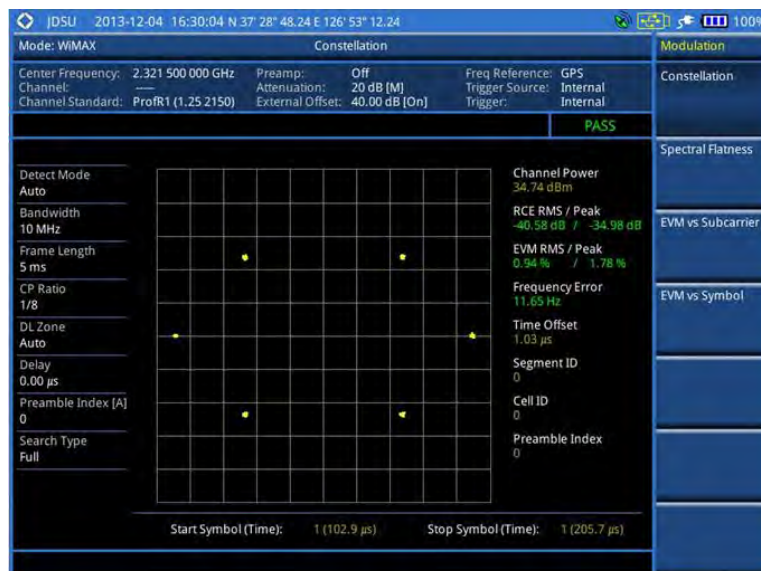 JDSU 2013-12-04 16:30:04 N 37' 28" 48.24 E 126' 53" 12.24 100%
Mode: WiMAX Constellation Modulation
Center Frequency: 2.321 500 000 GHz Preamp: Off Freq Reference: GPS
Channel: ---- Attenuation: 20 dB [M] Trigger Source: Internal
Channel Standard: ProfR1 (1.25 2150) External Offset: 40.00 dB [On] Trigger: Internal
PASS
Constellation
Spectral Flatness
EVM vs Subcarrier
EVM vs Symbol
Detect Mode
Auto
Bandwidth
10 MHz
Frame Length
5 ms
CP Ratio
1/8
DL Zone
Auto
Delay
0.00 µs
Preamble Index [A]
0
Search Type
Full
Channel Power
34.74 dBm
RCE RMS / Peak
-40.58 dB / -34.98 dB
EVM RMS / Peak
0.94 % / 1.78 %
Frequency Error
11.65 Hz
Time Offset
1.03 µs
Segment ID
0
Cell ID
0
Preamble Index
0
Start Symbol (Time): 1 (102.9 µs) Stop Symbol (Time): 1 (205.7 µs)